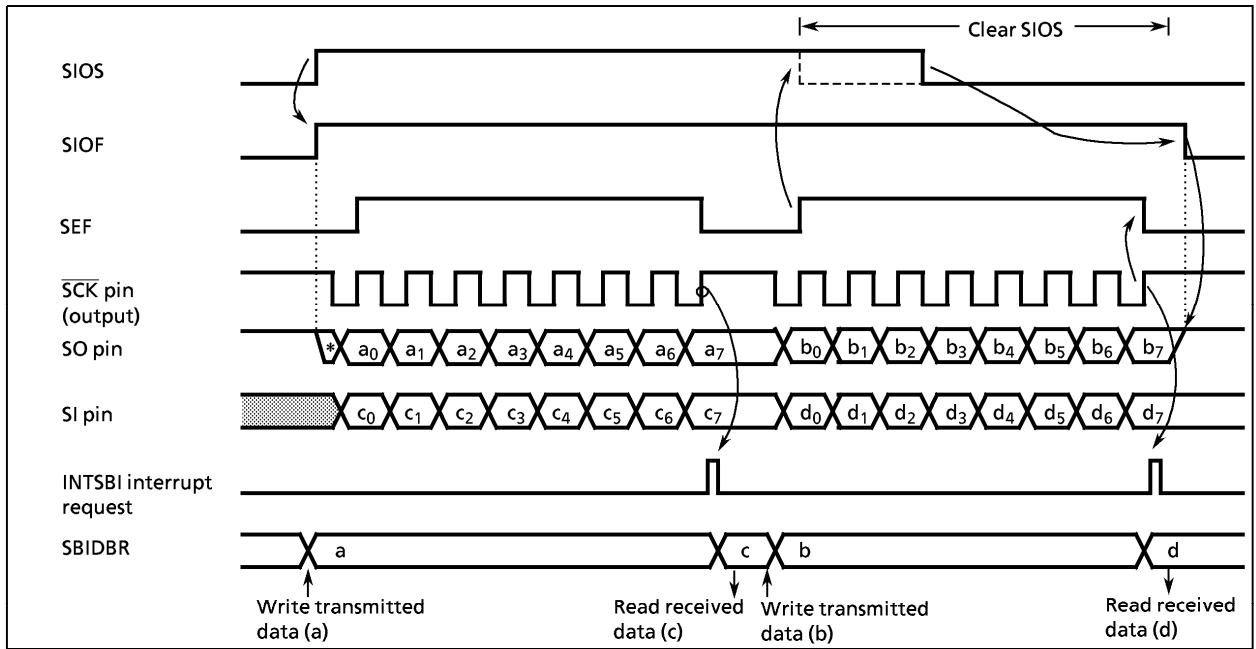 Clear SIOS
SIOS
SIOF
SEF
SCK pin
(output)
SO pin
* a0 a1 a2 a3 a4 a5 a6 a7 b0 b1 b2 b3 b4 b5 b6 b7
SI pin
c0 c1 c2 c3 c4 c5 c6 c7 d0 d1 d2 d3 d4 d5 d6 d7
INTSBI interrupt
request
SBIDBR
a c b d
Write transmitted
data (a)
Read received
data (c)
Write transmitted
data (b)
Read received
data (d)